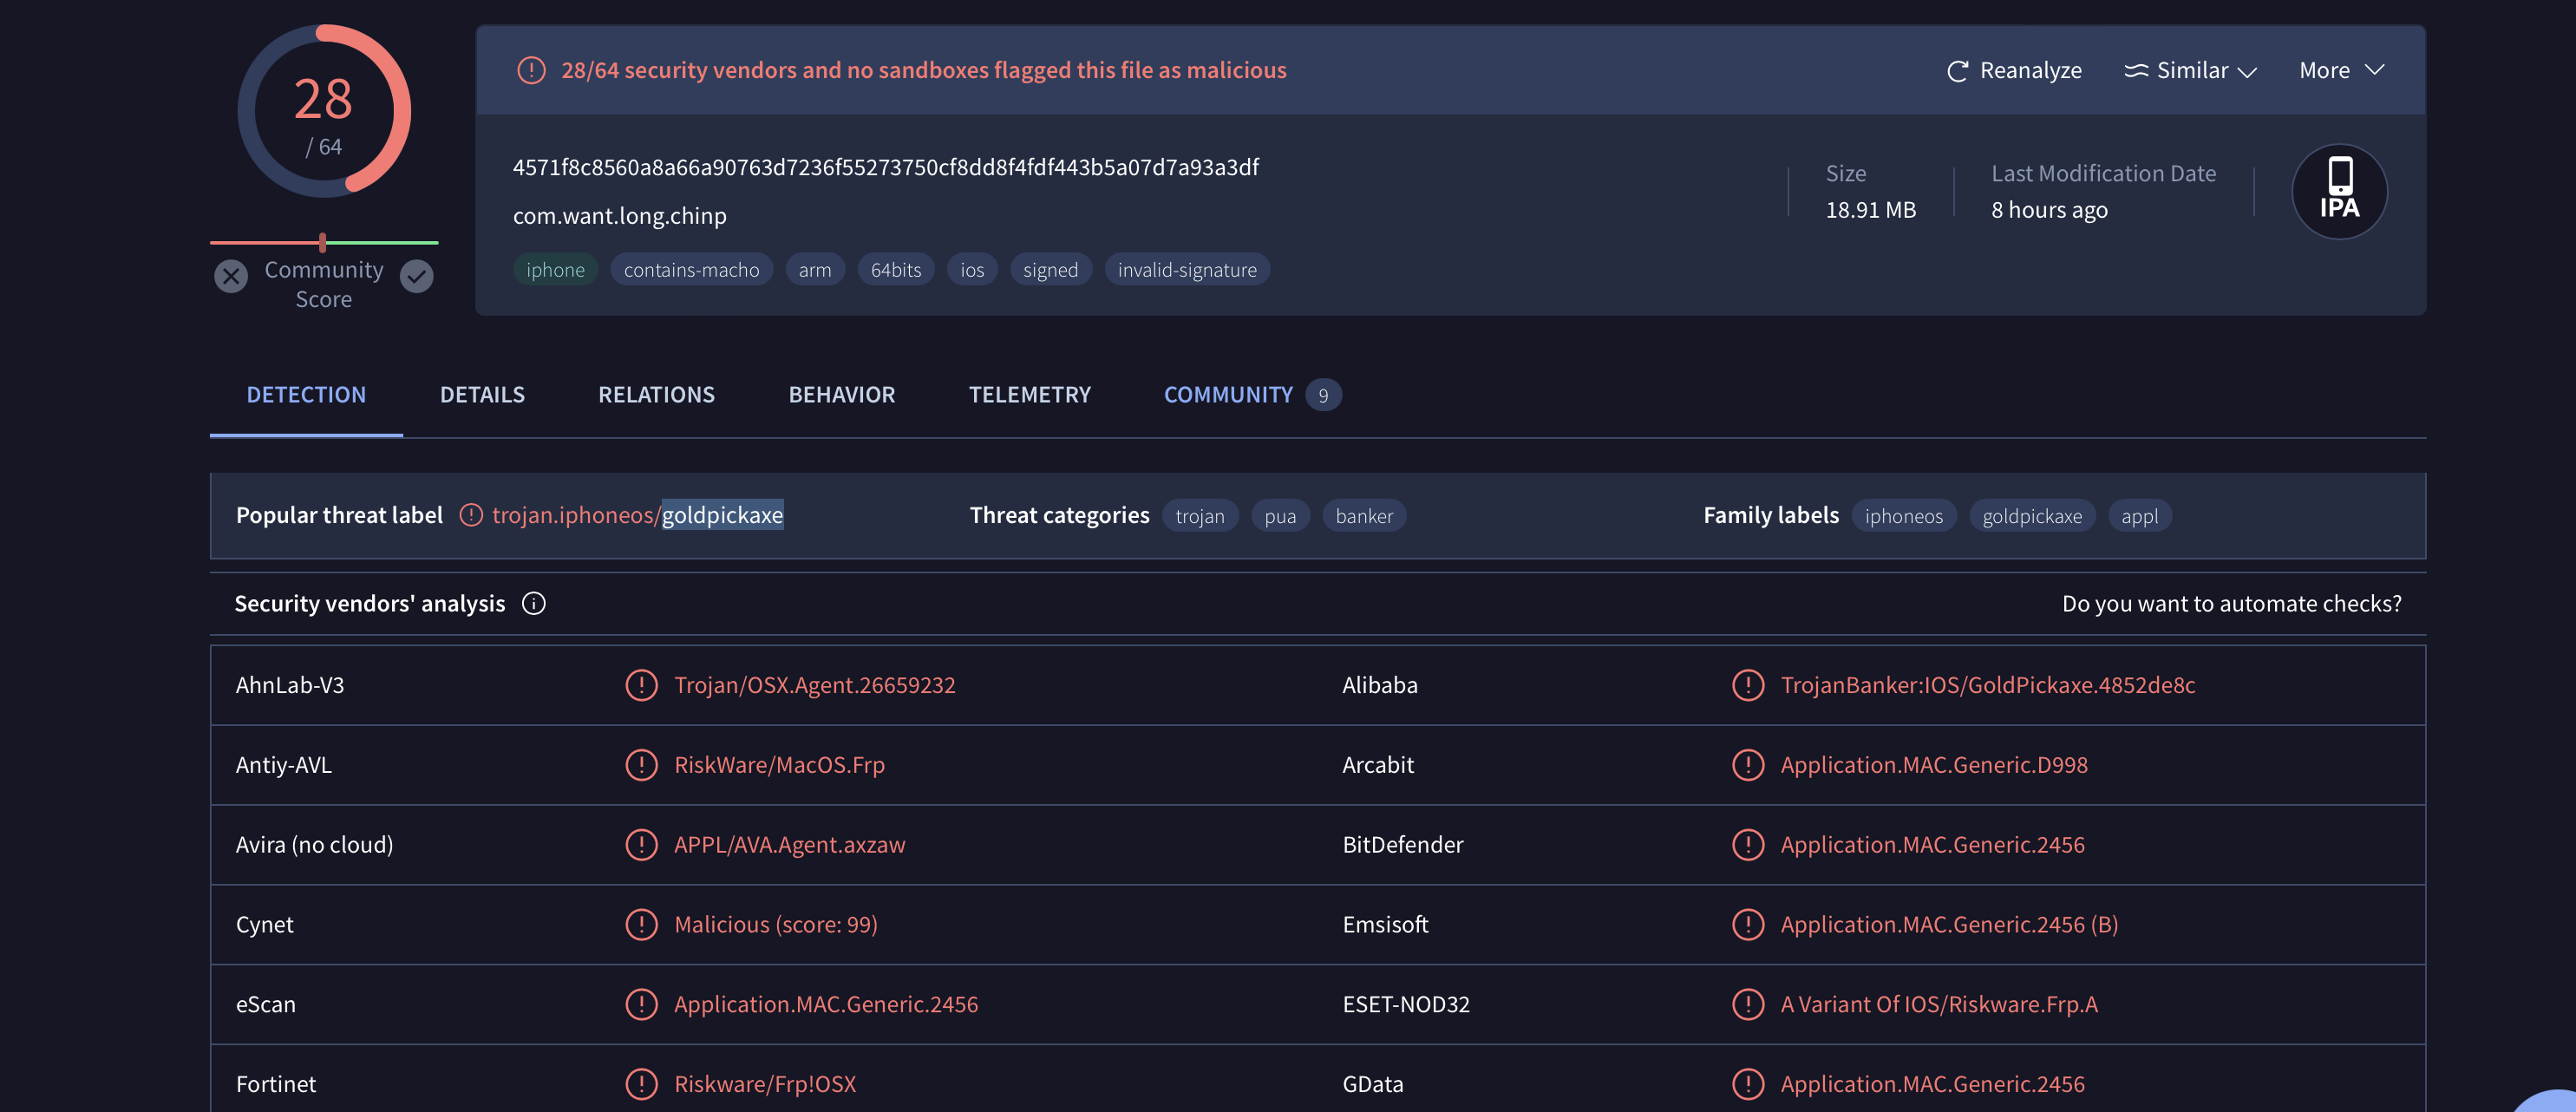 28
/ 64
Community
Score
28/64 security vendors and no sandboxes flagged this file as malicious
Reanalyze Similar More
4571f8c8560a8a66a90763d7236f55273750cf8dd8f4fdf443b5a07d7a93a3df
com.want.long.chinp
iphone contains-macho arm 64bits ios signed invalid-signature
Size
18.91 MB
Last Modification Date
8 hours ago
IPA
DETECTION DETAILS RELATIONS BEHAVIOR TELEMETRY COMMUNITY 9
Popular threat label trojan.iphoneos/goldpickaxe Threat categories trojan pua banker Family labels iphoneos goldpickaxe appl
Security vendors' analysis Do you want to automate checks?
AhnLab-V3 Trojan/OSX.Agent.26659232 Alibaba TrojanBanker:IOS/GoldPickaxe.4852de8c
Antiy-AVL RiskWare/MacOS.Frp Arcabit Application.MAC.Generic.D998
Avira (no cloud) APPL/AVA.Agent.axzaw BitDefender Application.MAC.Generic.2456
Cynet Malicious (score: 99) Emsisoft Application.MAC.Generic.2456 (B)
eScan Application.MAC.Generic.2456 ESET-NOD32 A Variant Of IOS/Riskware.Frp.A
Fortinet Riskware/Frp!OSX GData Application.MAC.Generic.2456